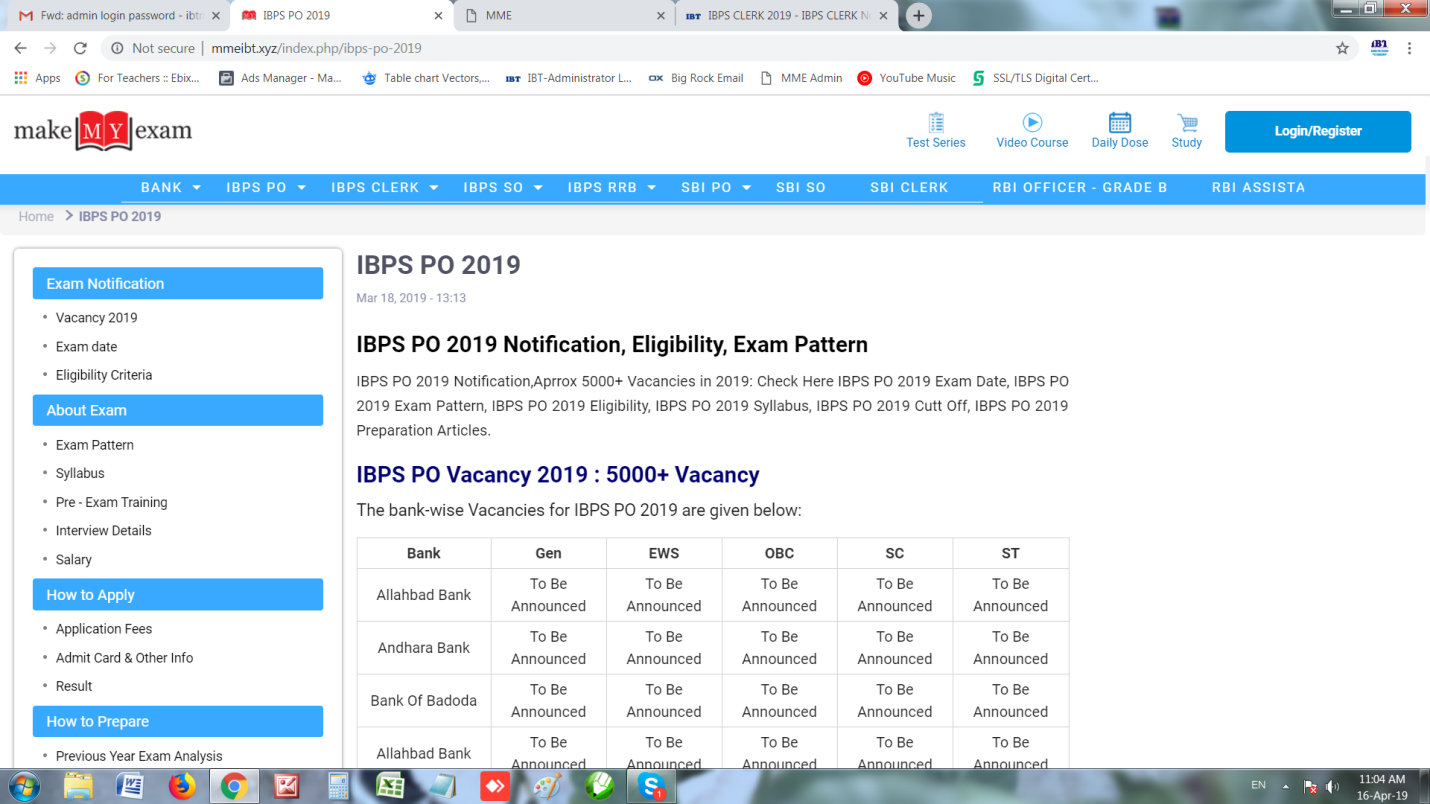 Fwd: admin login password - ibt
IBPS PO 2019
MME
IBT IBPS CLERK 2019 - IBPS CLERK N
Not secure | mmeibt.xyz/index.php/ibps-po-2019
IBT
Apps For Teachers :: Ebix... Ads Manager - Ma... Table chart Vectors,... IBT IBT-Administrator L... OX Big Rock Email MME Admin YouTube Music SSL/TLS Digital Cert...
make MY exam
Test Series Video Course Daily Dose Study Login/Register
BANK IBPS PO IBPS CLERK IBPS SO IBPS RRB SBI PO SBI SO SBI CLERK RBI OFFICER - GRADE B RBI ASSISTA
Home > IBPS PO 2019
Exam Notification
• Vacancy 2019
• Exam date
• Eligibility Criteria
About Exam
• Exam Pattern
• Syllabus
• Pre - Exam Training
• Interview Details
• Salary
How to Apply
• Application Fees
• Admit Card & Other Info
• Result
How to Prepare
• Previous Year Exam Analysis
IBPS PO 2019
Mar 18, 2019 - 13:13
IBPS PO 2019 Notification, Eligibility, Exam Pattern
IBPS PO 2019 Notification,Aprrox 5000+ Vacancies in 2019: Check Here IBPS PO 2019 Exam Date, IBPS PO
2019 Exam Pattern, IBPS PO 2019 Eligibility, IBPS PO 2019 Syllabus, IBPS PO 2019 Cutt Off, IBPS PO 2019
Preparation Articles.
IBPS PO Vacancy 2019 : 5000+ Vacancy
The bank-wise Vacancies for IBPS PO 2019 are given below:
Bank Gen EWS OBC SC ST
Allahbad Bank To Be Announced To Be Announced To Be Announced To Be Announced To Be Announced
Andhara Bank To Be Announced To Be Announced To Be Announced To Be Announced To Be Announced
Bank Of Badoda To Be Announced To Be Announced To Be Announced To Be Announced To Be Announced
Allahbad Bank To Be Announced To Be Announced To Be Announced To Be Announced To Be Announced
EN
11:04 AM
16-Apr-19